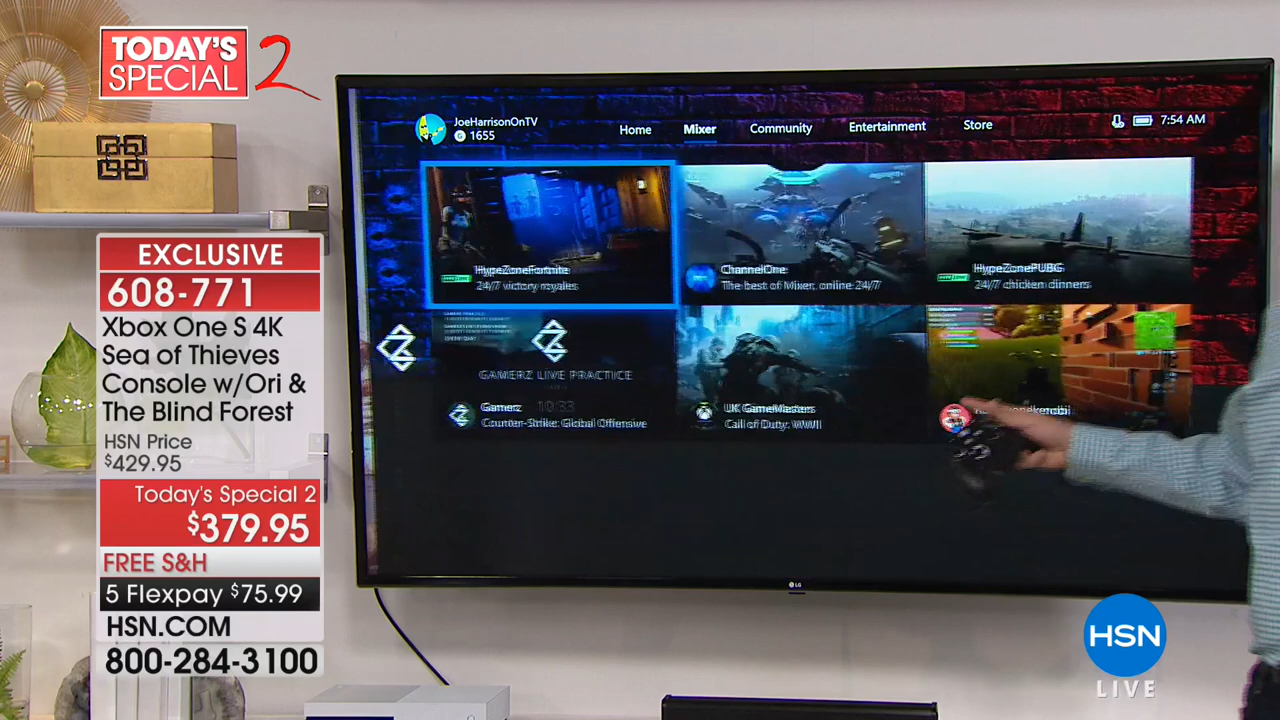 TODAY'S
SPECIAL 2
EXCLUSIVE
608-771
Xbox One S 4K
Sea of Thieves
Console w/Ori &
The Blind Forest
HSN Price
$429.95
Today's Special 2
$379.95
FREE S&H
5 Flexpay $75.99
HSN.COM
800-284-3100
JoeHarrisonOnTV
G 1655
Home Mixer Community Entertainment Store
7:54 AM
HypeZoneFortnite
24/7 victory royales
ChannelOne
The best of Mixer, online 24/7
HypeZonePUBG
24/7 chicken dinners
GAMERZ LIVE PRACTICE
10:33
Gamerz
Counter-Strike: Global Offensive
UK GameMasters
Call of Duty: WWII
LG
HSN
LIVE